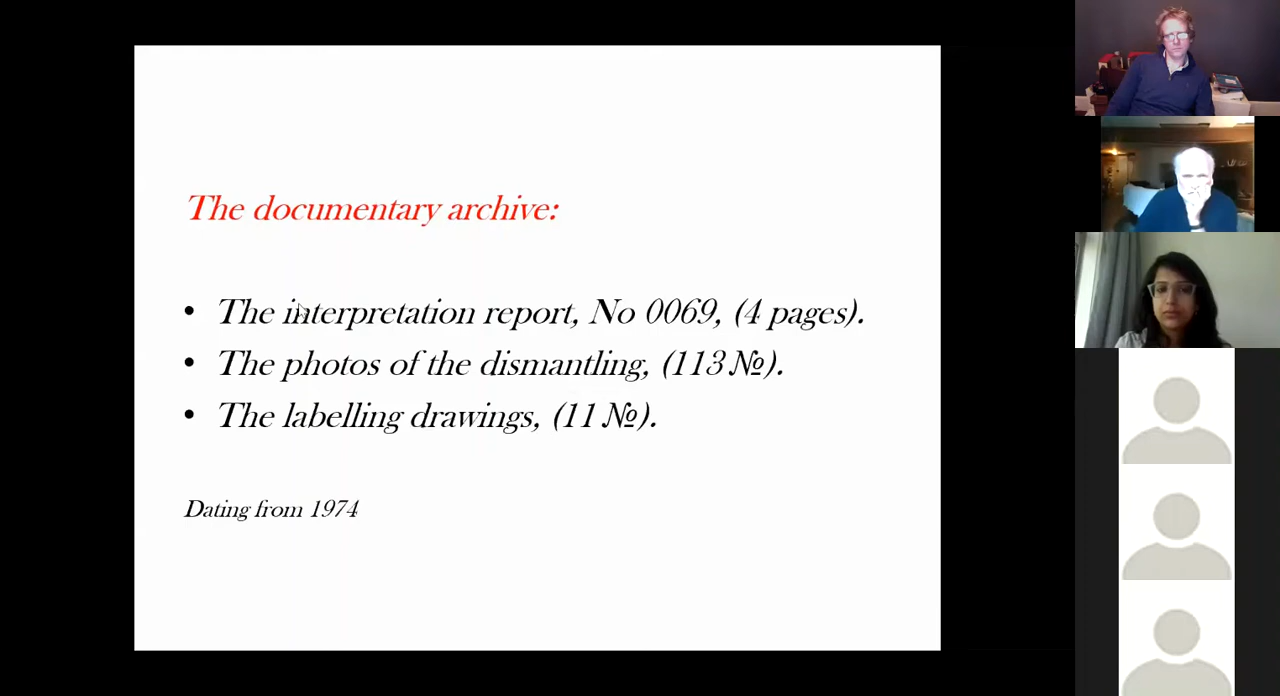 The documentary archive:
• The interpretation report, No 0069, (4 pages).
• The photos of the dismantling, (113 №).
• The labelling drawings, (11 №).
Dating from 1974